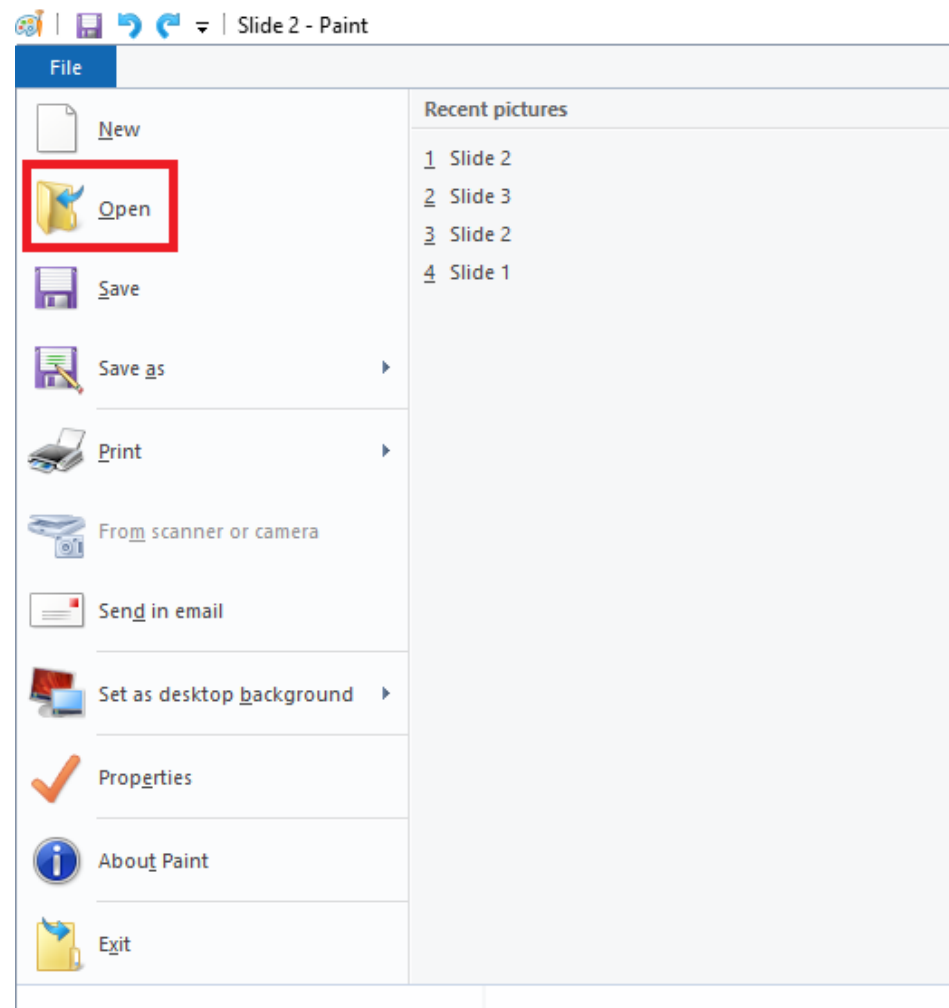 Slide 2 - Paint
File
New
Open
Save
Save as
Print
From scanner or camera
Send in email
Set as desktop background
Properties
About Paint
Exit
Recent pictures
1 Slide 2
2 Slide 3
3 Slide 2
4 Slide 1